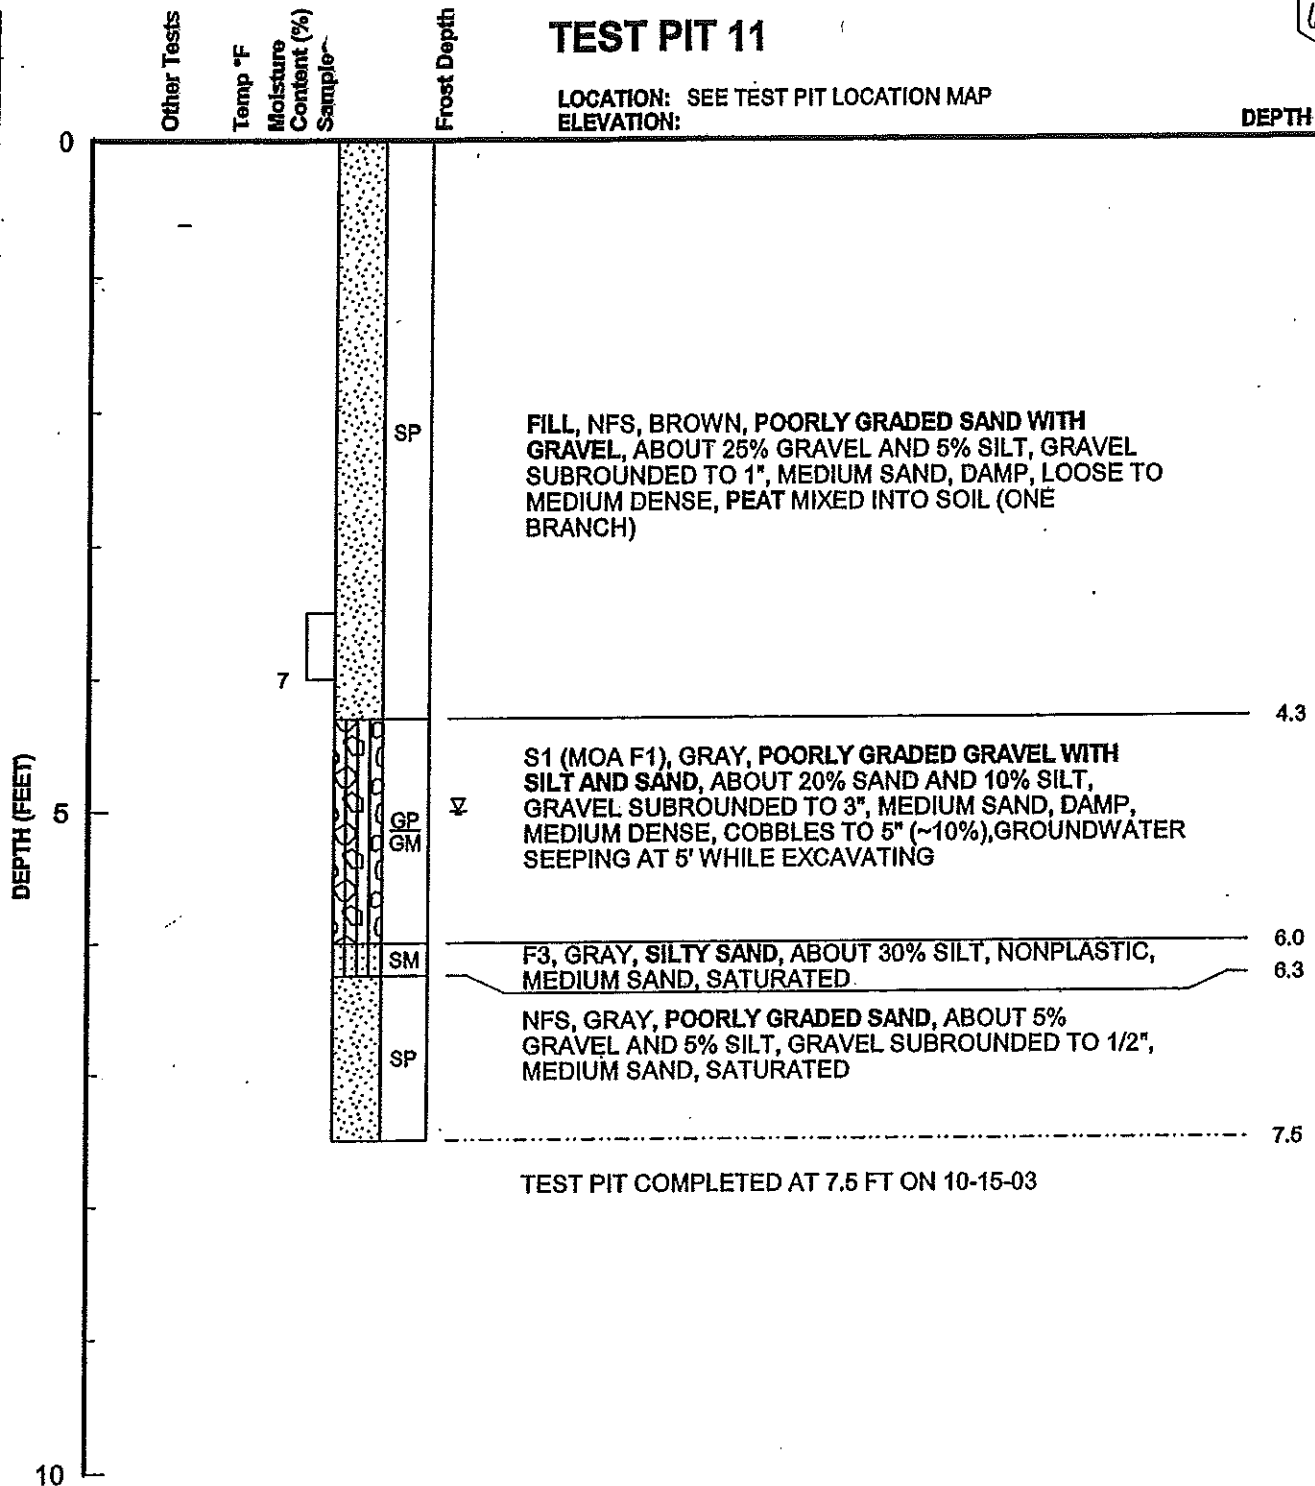 TEST PIT 11
Other Tests
Temp °F
Moisture
Content (%)
Sample
Frost Depth
LOCATION: SEE TEST PIT LOCATION MAP
ELEVATION:
DEPTH
0
SP
FILL, NFS, BROWN, POORLY GRADED SAND WITH
GRAVEL, ABOUT 25% GRAVEL AND 5% SILT, GRAVEL
SUBROUNDED TO 1", MEDIUM SAND, DAMP, LOOSE TO
MEDIUM DENSE, PEAT MIXED INTO SOIL (ONE
BRANCH)
7
4.3
DEPTH (FEET)
5
GP
GM
S1 (MOA F1), GRAY, POORLY GRADED GRAVEL WITH
SILT AND SAND, ABOUT 20% SAND AND 10% SILT,
GRAVEL SUBROUNDED TO 3", MEDIUM SAND, DAMP,
MEDIUM DENSE, COBBLES TO 5" (~10%),GROUNDWATER
SEEPING AT 5' WHILE EXCAVATING
6.0
SM
F3, GRAY, SILTY SAND, ABOUT 30% SILT, NONPLASTIC,
MEDIUM SAND, SATURATED
6.3
SP
NFS, GRAY, POORLY GRADED SAND, ABOUT 5%
GRAVEL AND 5% SILT, GRAVEL SUBROUNDED TO 1/2",
MEDIUM SAND, SATURATED
7.5
TEST PIT COMPLETED AT 7.5 FT ON 10-15-03
10